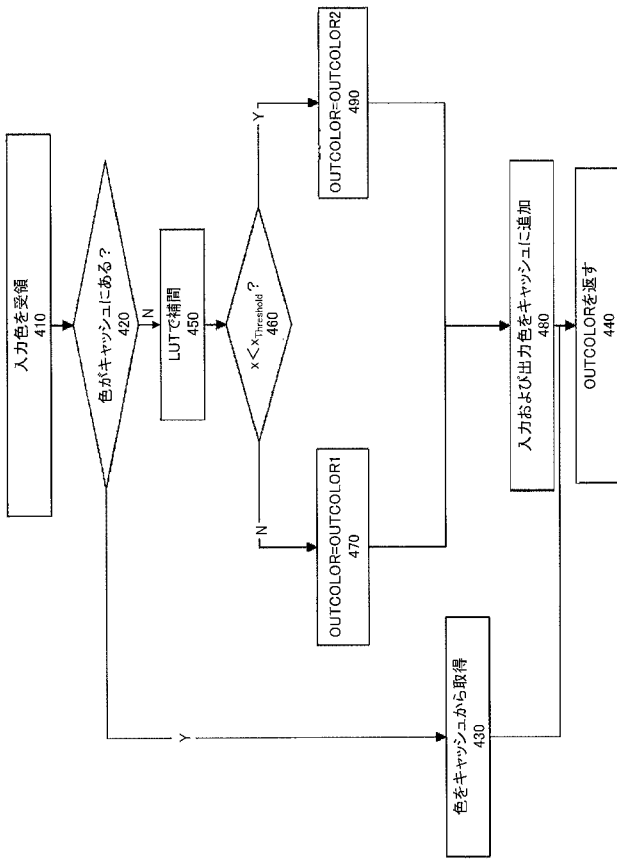 入力色を受領
410
色がキャッシュにある?
420
Y
N
LUTで補間
450
x < xThreshold ?
460
N
Y
OUTCOLOR=OUTCOLOR1
470
OUTCOLOR=OUTCOLOR2
490
色をキャッシュから取得
430
入力および出力色をキャッシュに追加
480
OUTCOLORを返す
440